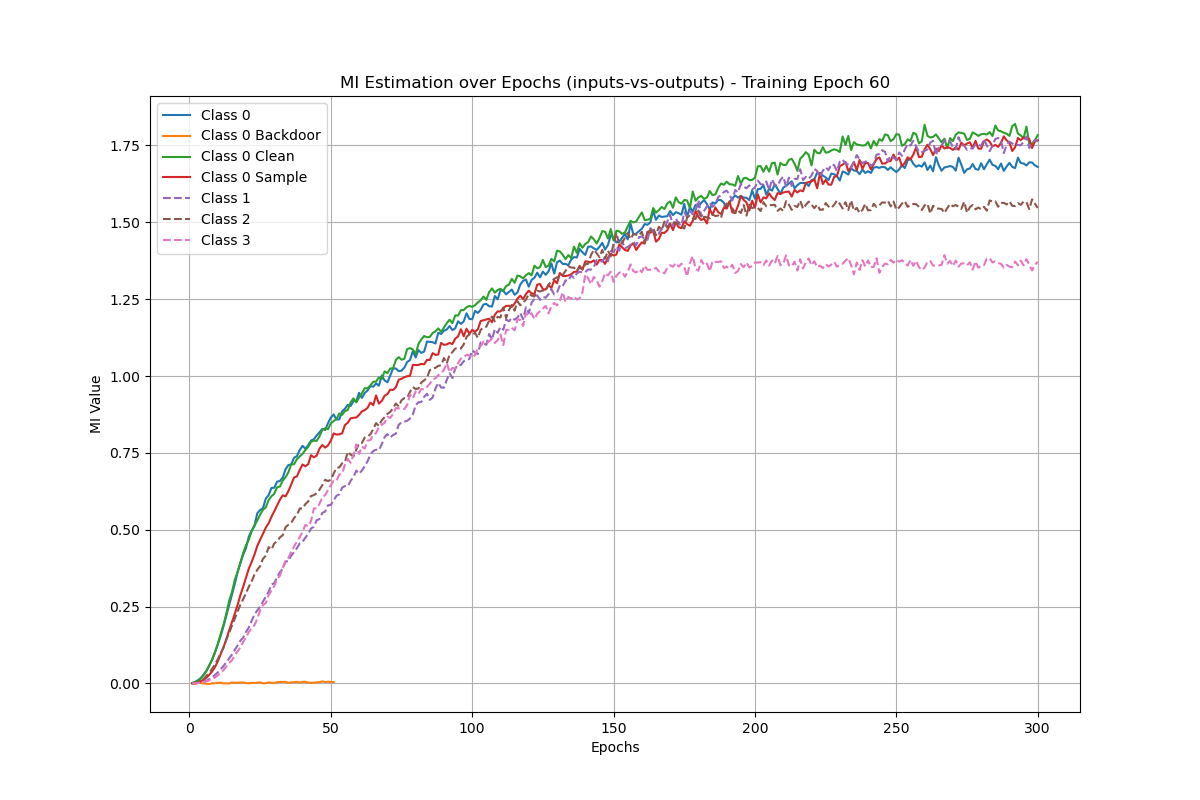 MI Estimation over Epochs (inputs-vs-outputs) - Training Epoch 60
Class 0
Class 0 Backdoor
Class 0 Clean
Class 0 Sample
Class 1
Class 2
Class 3
MI Value
1.75
1.50
1.25
1.00
0.75
0.50
0.25
0.00
0 50 100 150 200 250 300
Epochs